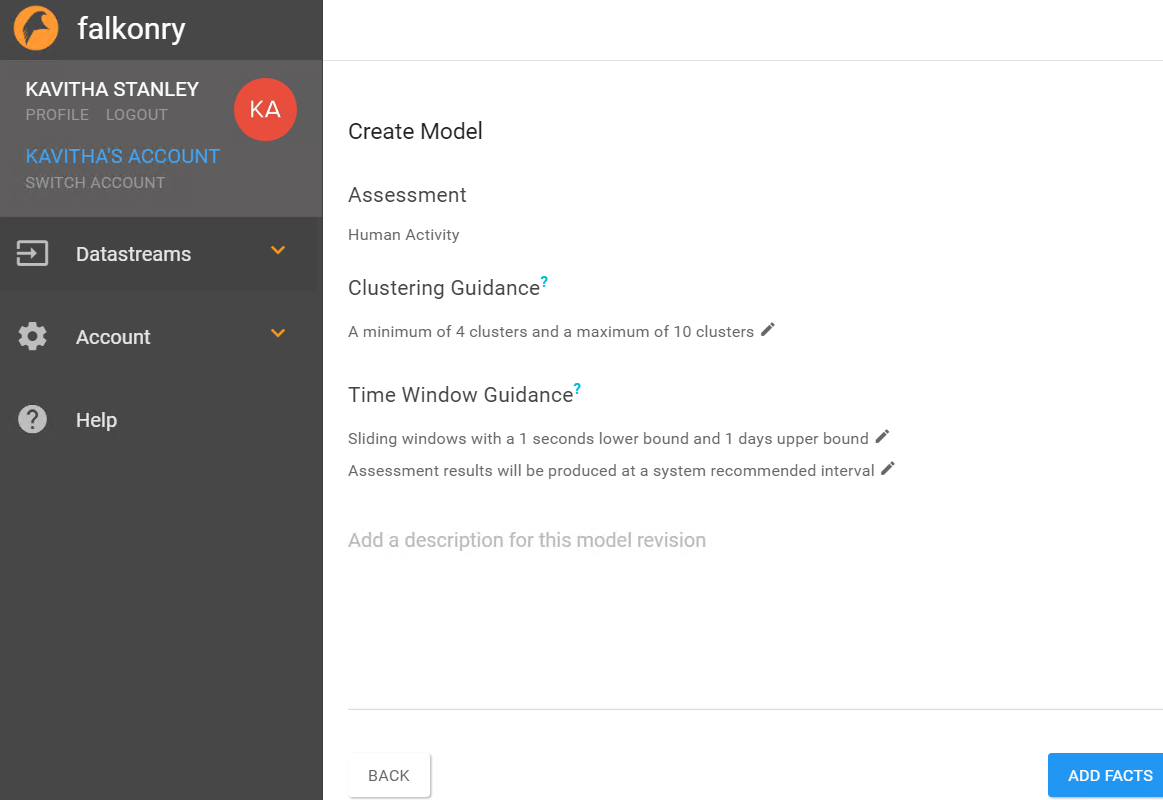 falkonry
KAVITHA STANLEY
PROFILE LOGOUT
KA
KAVITHA'S ACCOUNT
SWITCH ACCOUNT
Datastreams
Account
Help
Create Model
Assessment
Human Activity
Clustering Guidance?
A minimum of 4 clusters and a maximum of 10 clusters
Time Window Guidance?
Sliding windows with a 1 seconds lower bound and 1 days upper bound
Assessment results will be produced at a system recommended interval
Add a description for this model revision
BACK
ADD FACTS